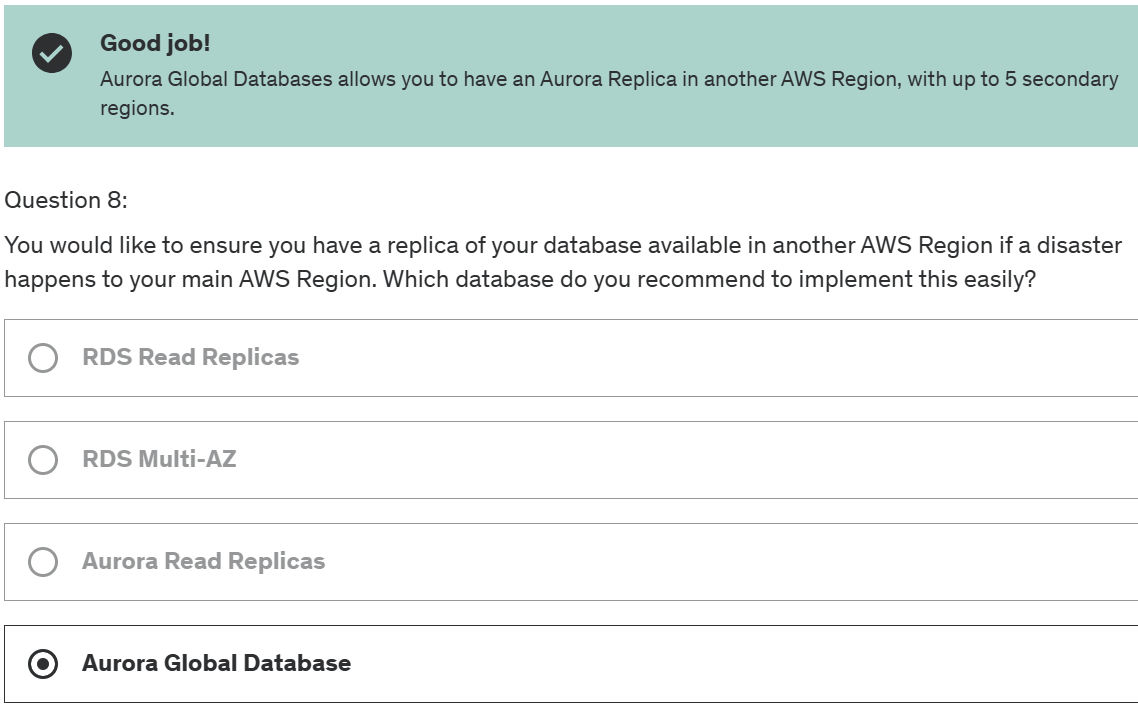 Good job!
Aurora Global Databases allows you to have an Aurora Replica in another AWS Region, with up to 5 secondary
regions.
Question 8:
You would like to ensure you have a replica of your database available in another AWS Region if a disaster
happens to your main AWS Region. Which database do you recommend to implement this easily?
RDS Read Replicas
RDS Multi-AZ
Aurora Read Replicas
Aurora Global Database